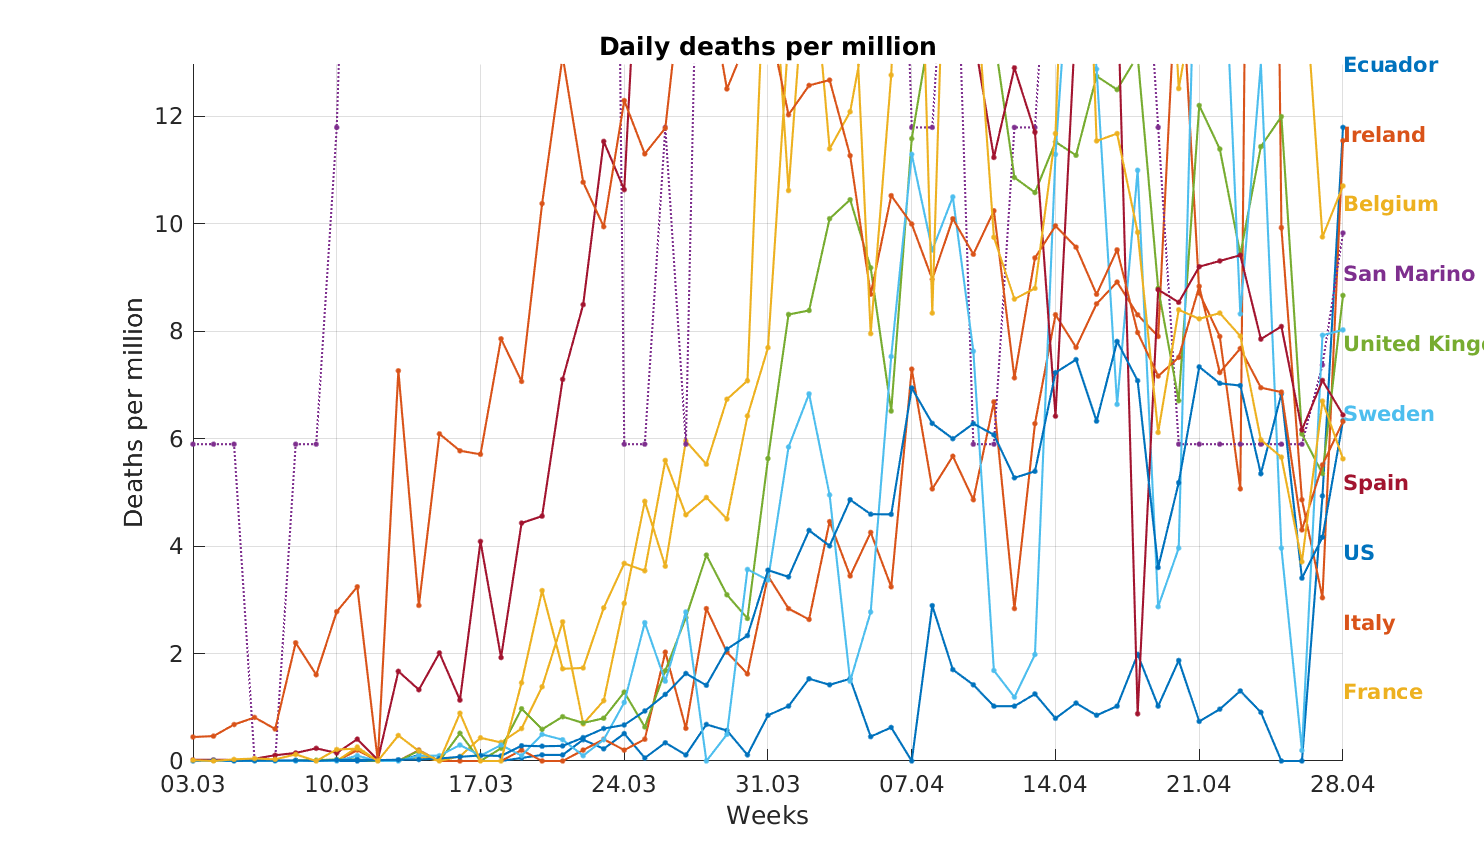 Daily deaths per million
Deaths per million
12
10
8
6
4
2
0
03.03 10.03 17.03 24.03 31.03 07.04 14.04 21.04 28.04
Weeks
Ecuador
Ireland
Belgium
San Marino
United King
Sweden
Spain
US
Italy
France